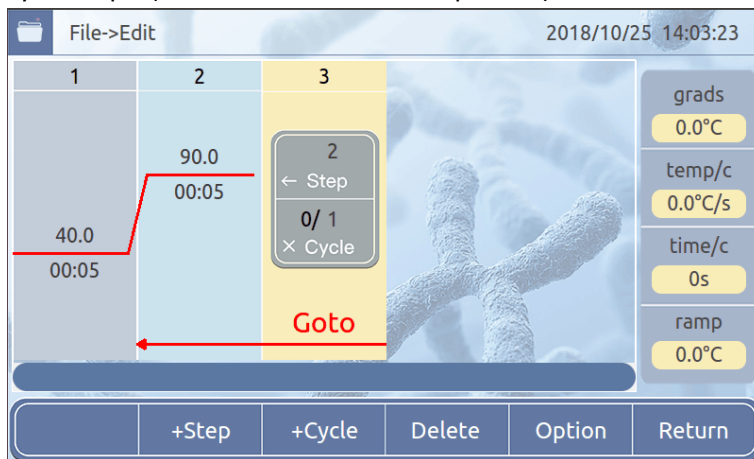 File->Edit
2018/10/25 14:03:23
1
2
3
40.0
00:05
90.0
00:05
2
← Step
0/ 1
× Cycle
Goto
grads
0.0°C
temp/c
0.0°C/s
time/c
0s
ramp
0.0°C
+Step
+Cycle
Delete
Option
Return